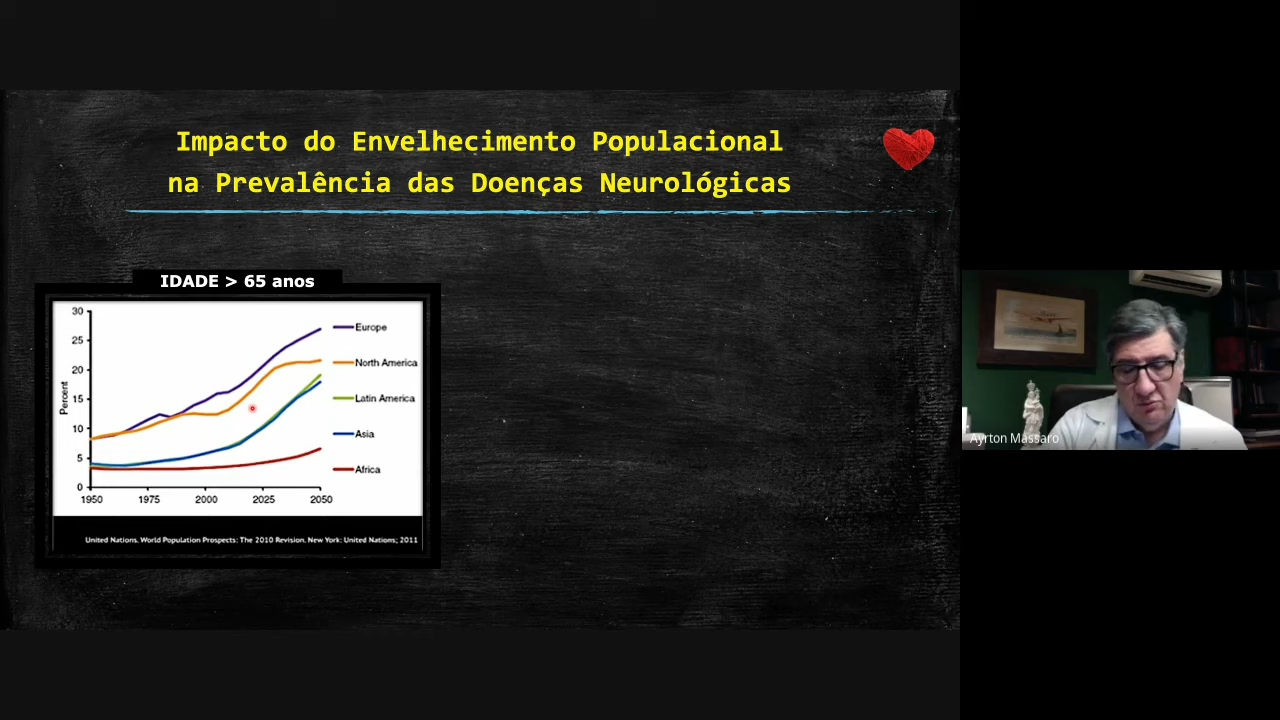 Impacto do Envelhecimento Populacional
na Prevalência das Doenças Neurológicas
IDADE > 65 anos
30
25
20
15
10
5
0
Percent
1950
1975
2000
2025
2050
Europe
North America
Latin America
Asia
Africa
United Nations. World Population Prospects: The 2010 Revision. New York: United Nations; 2011
Ayrton Massaro